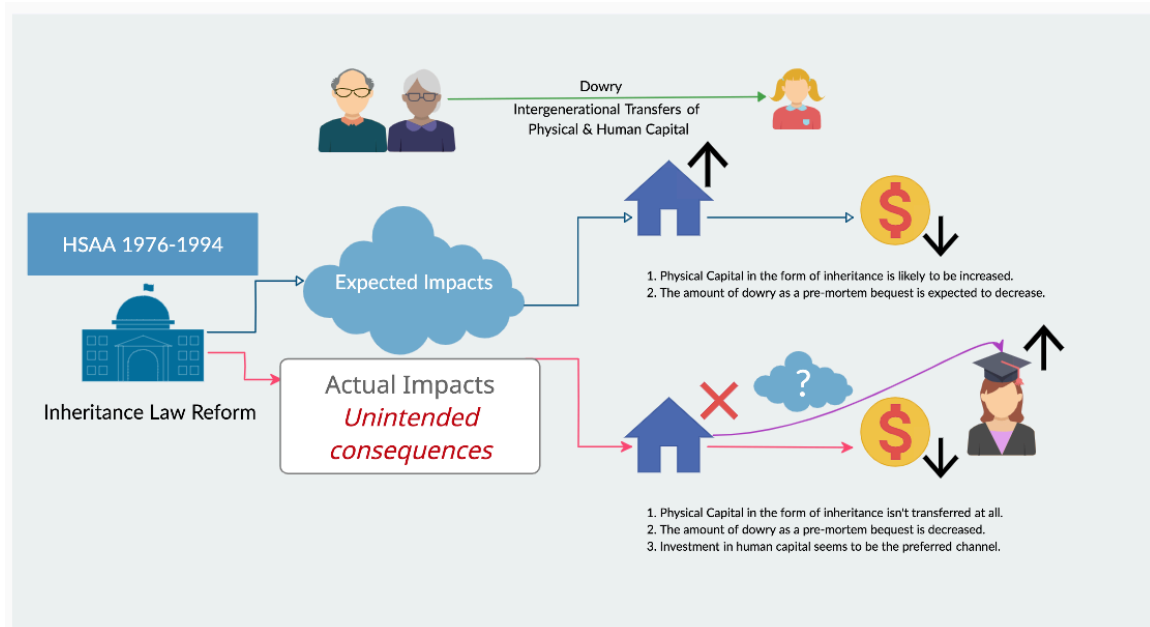 Dowry
Intergenerational Transfers of
Physical & Human Capital
HSAA 1976-1994
Expected Impacts
$
1. Physical Capital in the form of inheritance is likely to be increased.
2. The amount of dowry as a pre-mortem bequest is expected to decrease.
Inheritance Law Reform
Actual Impacts
Unintended
consequences
?
$
1. Physical Capital in the form of inheritance isn't transferred at all.
2. The amount of dowry as a pre-mortem bequest is decreased.
3. Investment in human capital seems to be the preferred channel.